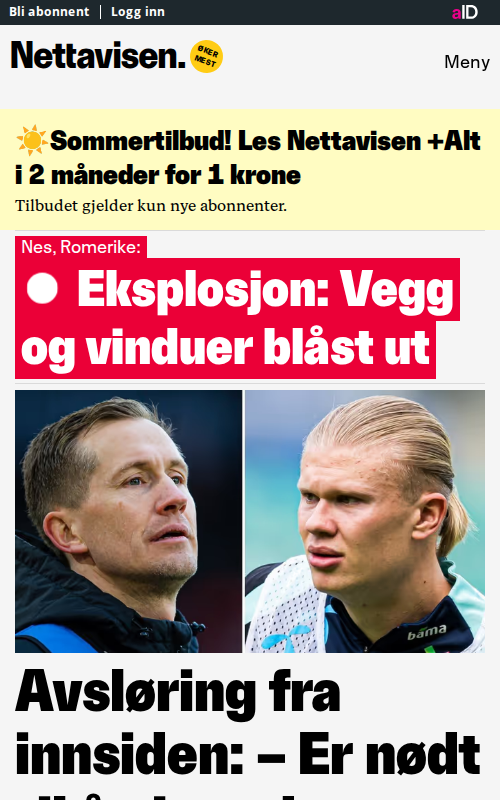 Bli abonnent | Logg inn
aID
Nettavisen.
ØKER
MEST
Meny
☀️Sommertilbud! Les Nettavisen +Alt
i 2 måneder for 1 krone
Tilbudet gjelder kun nye abonnenter.
Nes, Romerike:
Eksplosjon: Vegg
og vinduer blåst ut
bama
Avsløring fra
innsiden: – Er nødt